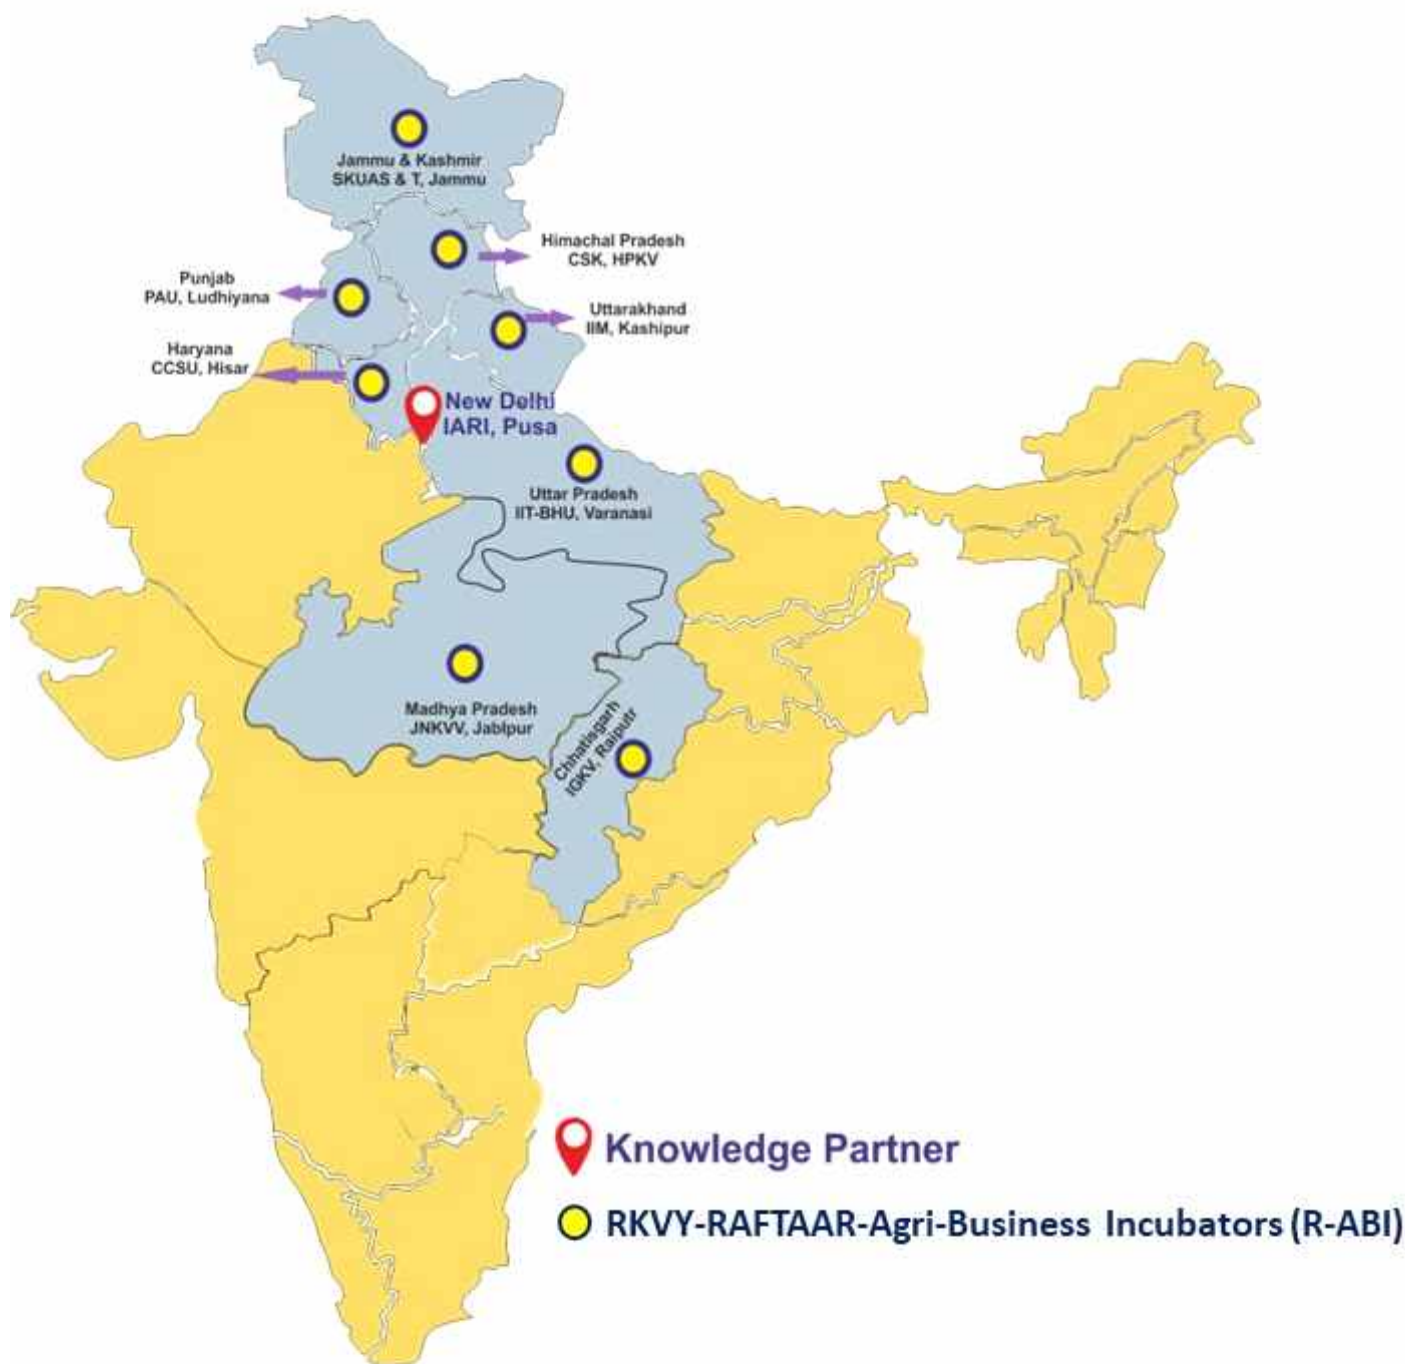 Jammu & Kashmir
SKUAS & T, Jammu
Himachal Pradesh
CSK, HPKV
Punjab
PAU, Ludhiyana
Uttarakhand
IIM, Kashipur
Haryana
CCSU, Hisar
New Delhi
IARI, Pusa
Uttar Pradesh
IIT-BHU, Varanasi
Madhya Pradesh
JNKVV, Jablpur
Chhatisgarh
IGKV, Raiputr
Knowledge Partner
RKVY-RAFTAAR-Agri-Business Incubators (R-ABI)